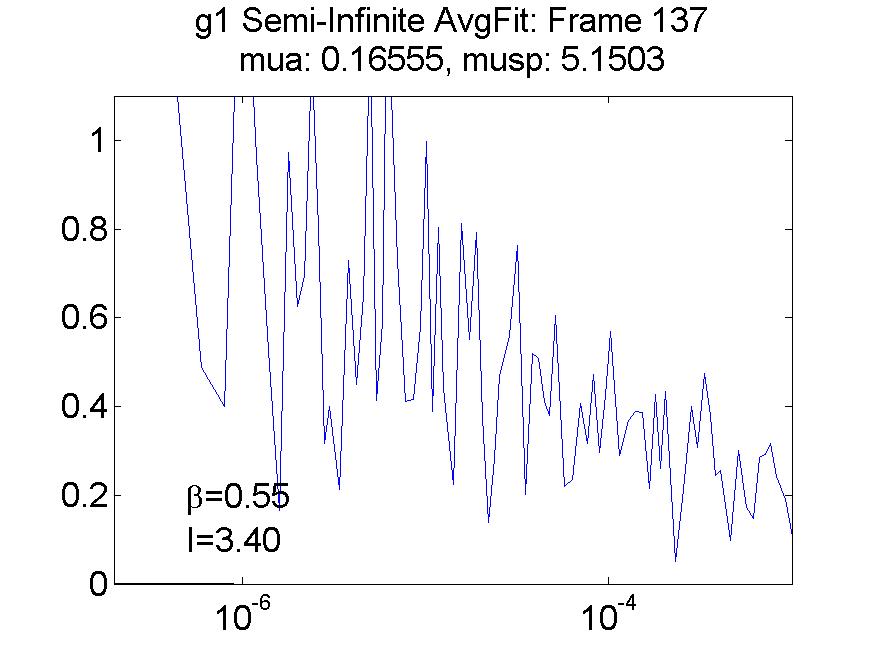 g1 Semi-Infinite AvgFit: Frame 137
mua: 0.16555, musp: 5.1503
1
0.8
0.6
0.4
0.2
0
β=0.55
I=3.40
10^-6
10^-4